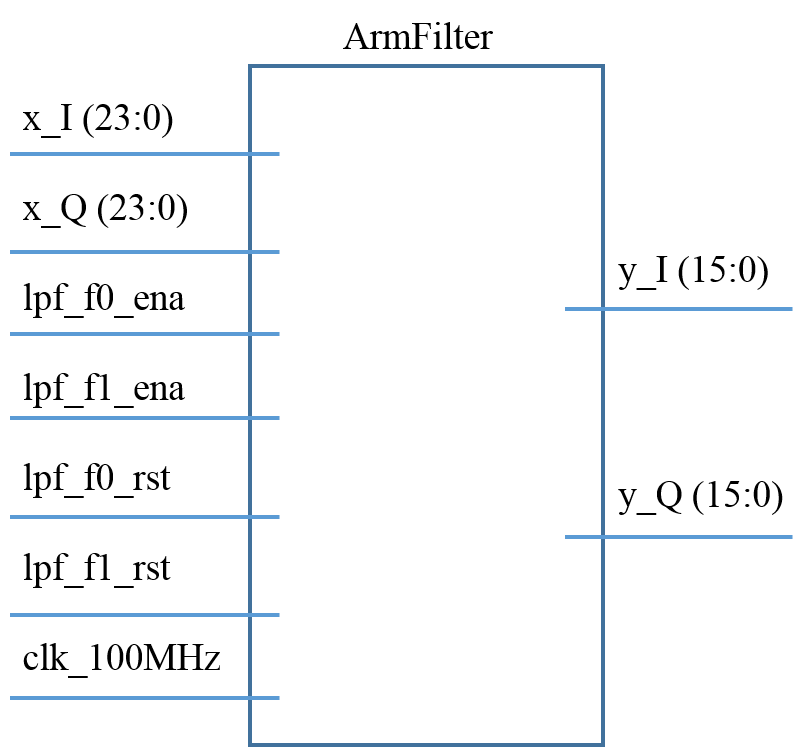 ArmFilter
x_I (23:0)
x_Q (23:0)
lpf_f0_ena
lpf_f1_ena
lpf_f0_rst
lpf_f1_rst
clk_100MHz
y_I (15:0)
y_Q (15:0)